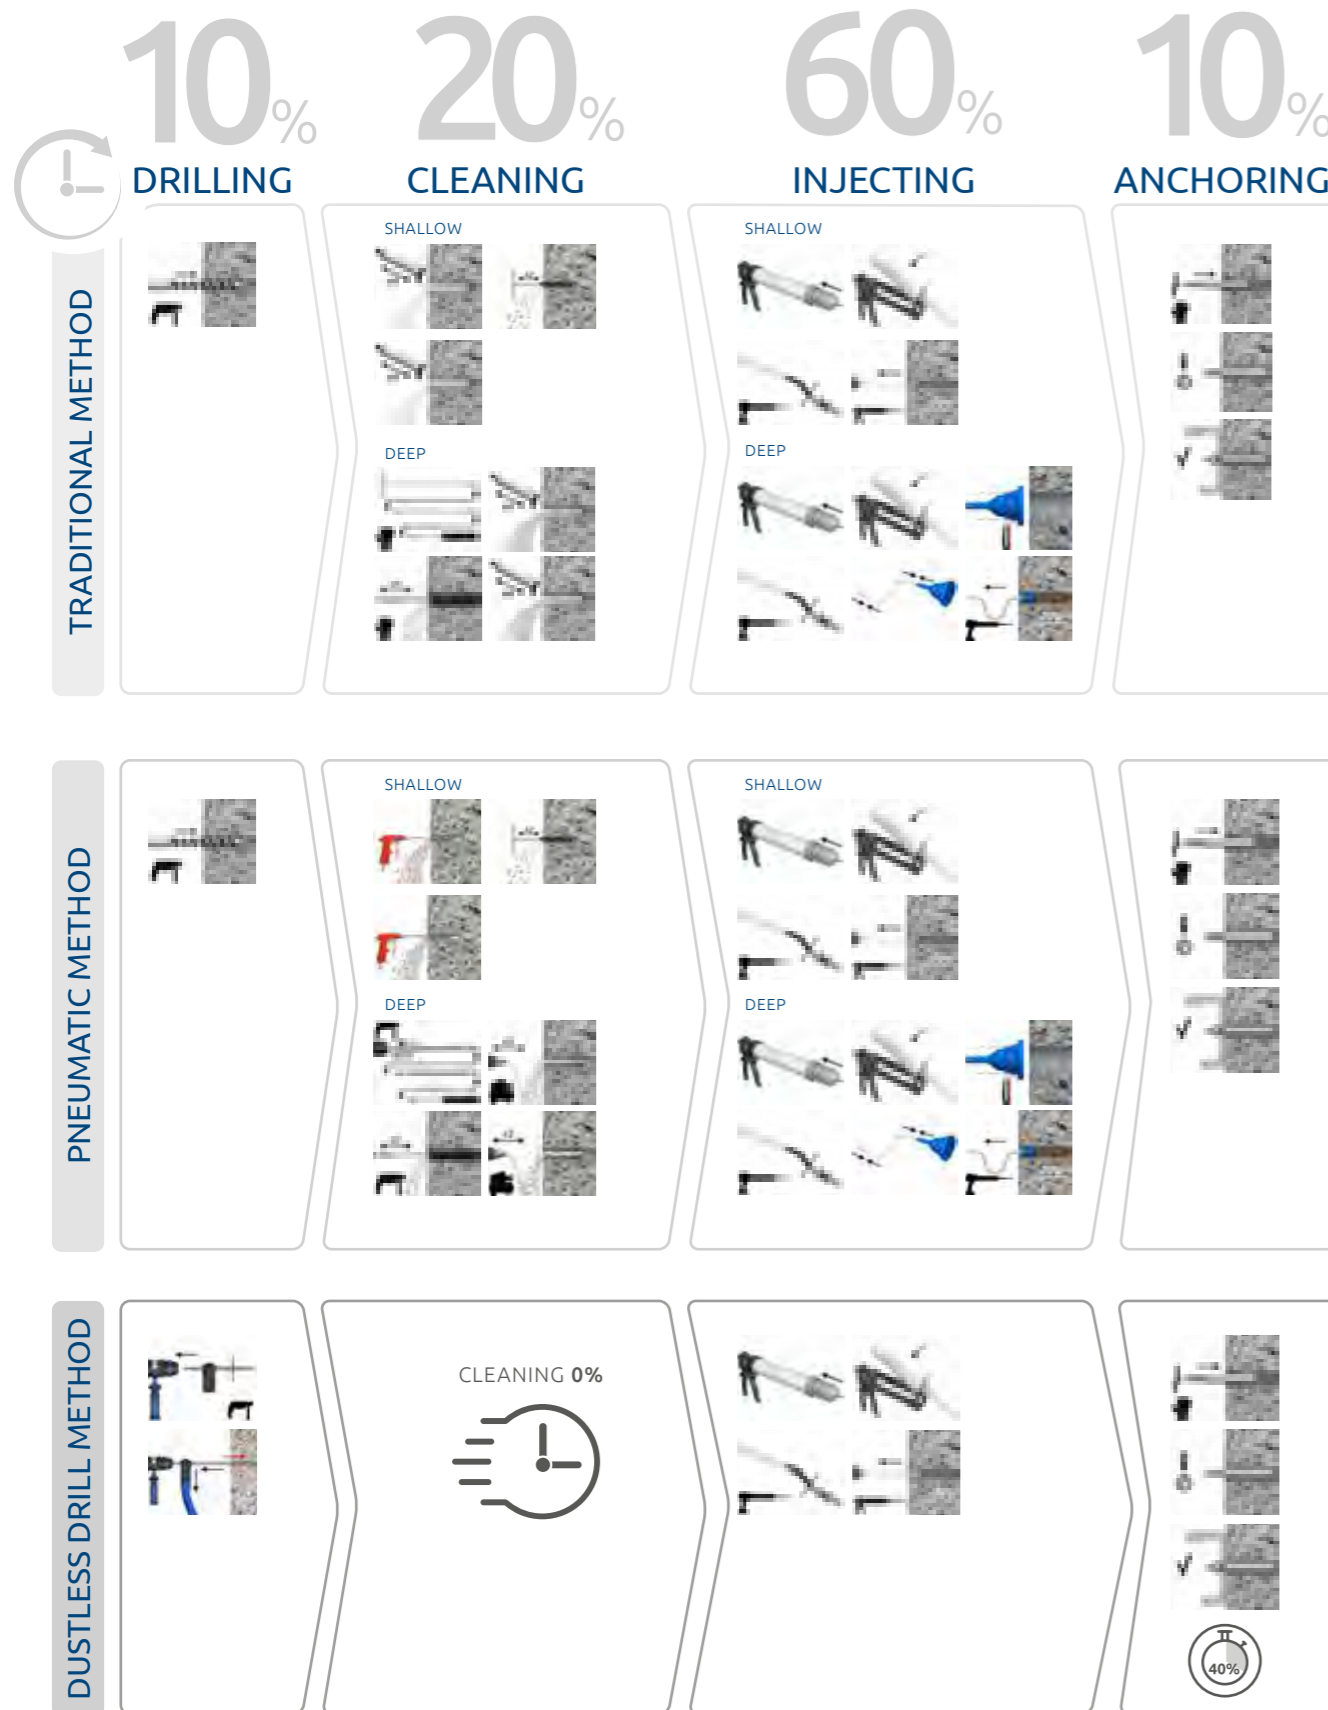 10%
20%
60%
10%
DRILLING
CLEANING
INJECTING
ANCHORING
TRADITIONAL METHOD
SHALLOW
DEEP
SHALLOW
DEEP
PNEUMATIC METHOD
SHALLOW
DEEP
SHALLOW
DEEP
DUSTLESS DRILL METHOD
CLEANING 0%
40%